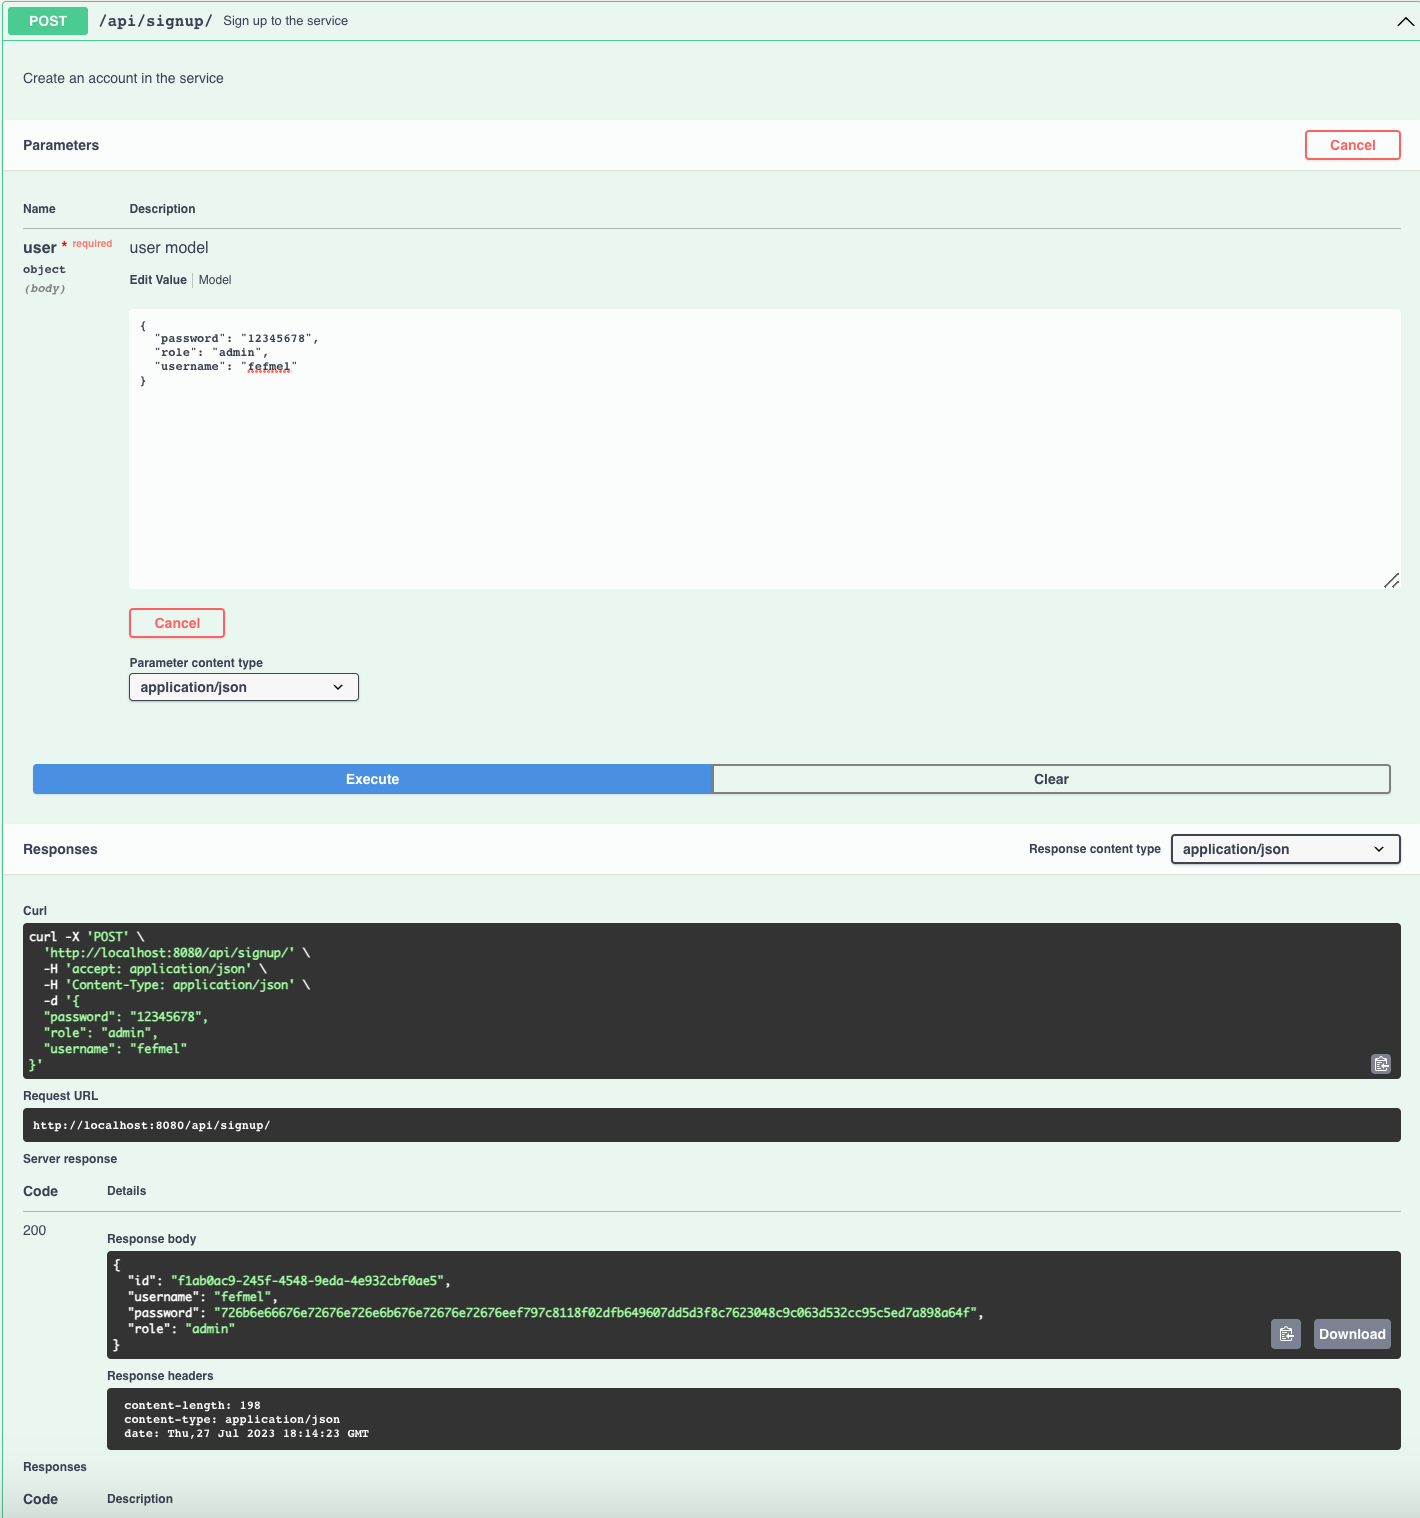 POST /api/signup/ Sign up to the service
Create an account in the service
Parameters
Cancel
Name Description
user * required user model
object
(body)
Edit Value Model
{
"password": "12345678",
"role": "admin",
"username": "fefmel"
}
Cancel
Parameter content type
application/json
Execute Clear
Responses
Response content type application/json
Curl
curl -X 'POST' \
'http://localhost:8080/api/signup/' \
-H 'accept: application/json' \
-H 'Content-Type: application/json' \
-d '{
"password": "12345678",
"role": "admin",
"username": "fefmel"
}'
Request URL
http://localhost:8080/api/signup/
Server response
Code Details
200
Response body
{
"id": "f1ab0ac9-245f-4548-9eda-4e932cbf0ae5",
"username": "fefmel",
"password": "726b6e66676e72676e726e6b676e72676e72676eef797c8118f02dfb649607dd5d3f8c7623048c9c063d532cc95c5ed7a898a64f",
"role": "admin"
}
Download
Response headers
content-length: 198
content-type: application/json
date: Thu,27 Jul 2023 18:14:23 GMT
Responses
Code Description